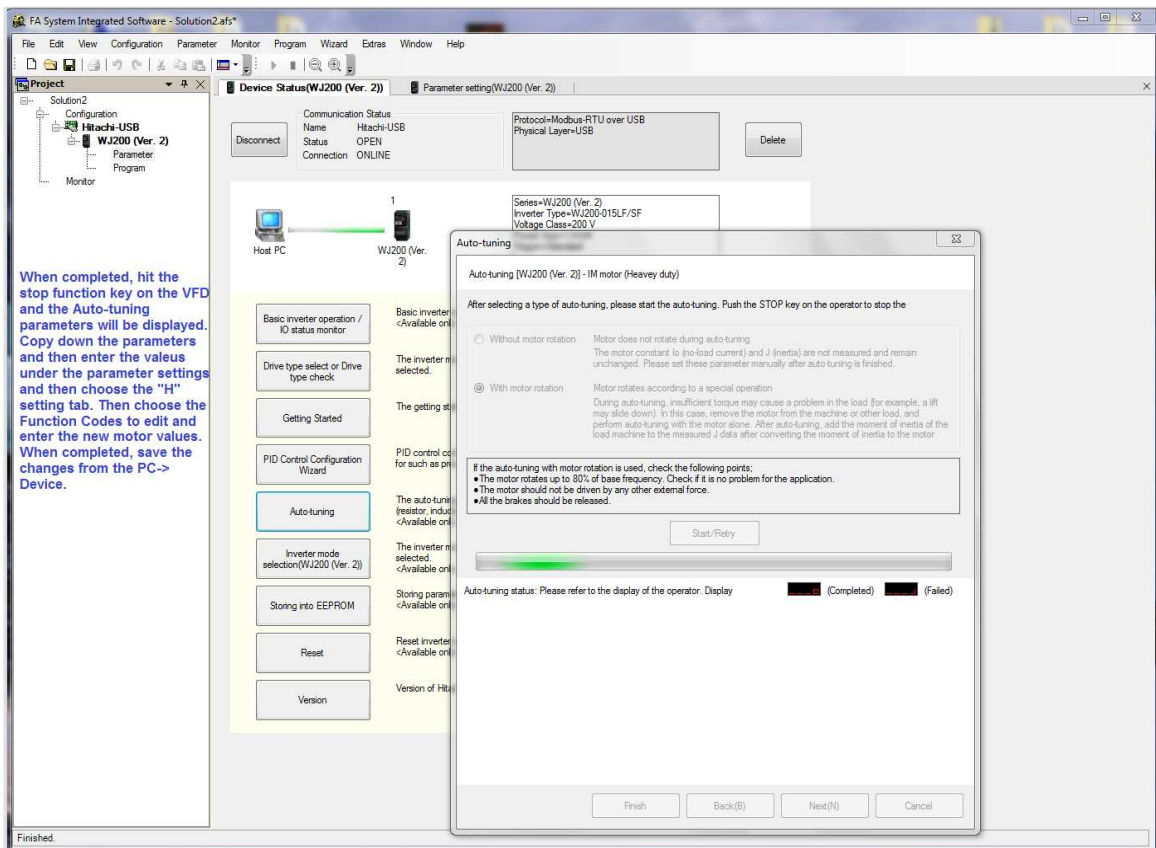 FA System Integrated Software - Solution2.afs*
File Edit View Configuration Parameter Monitor Program Wizard Extras Window Help
Project
Solution2
Configuration
Hitachi-USB
WJ200 (Ver. 2)
Parameter
Program
Monitor
When completed, hit the
stop function key on the VFD
and the Auto-tuning
parameters will be displayed.
Copy down the parameters
and then enter the valeus
under the parameter settings
and then choose the "H"
setting tab. Then choose the
Function Codes to edit and
enter the new motor values.
When completed, save the
changes from the PC->
Device.
Device Status(WJ200 (Ver. 2)) Parameter setting(WJ200 (Ver. 2))
Disconnect
Communication Status
Name Hitachi-USB
Status OPEN
Connection ONLINE
Protocol=Modbus-RTU over USB
Physical Layer=USB
Delete
1
Host PC
WJ200 (Ver.
2)
Series=WJ200 (Ver. 2)
Inverter Type=WJ200-015LF/SF
Voltage Class=200 V
Basic inverter operation /
IO status monitor
Basic inverter
<Available onl
Drive type select or Drive
type check
The inverter m
selected.
Getting Started
The getting st
PID Control Configuration
Wizard
PID control co
for such as pr
Auto-tuning
The auto-tunin
(resistor, induc
<Available onl
Inverter mode
selection(WJ200 (Ver. 2))
The inverter m
selected.
<Available onl
Storing into EEPROM
Storing param
<Available onl
Reset
Reset inverter
<Available onl
Version
Version of Hita
Auto-tuning
Auto-tuning [WJ200 (Ver. 2)] - IM motor (Heavey duty)
After selecting a type of auto-tuning, please start the auto-tuning. Push the STOP key on the operator to stop the
Without motor rotation Motor does not rotate during auto-tuning.
The motor constant Io (no-load current) and J (inertia) are not measured and remain
unchanged. Please set these parameter manually after auto-tuning is finished.
With motor rotation Motor rotates according to a special operation
During auto-tuning, insufficient torque may cause a problem in the load (for example, a lift
may slide down). In this case, remove the motor from the machine or other load, and
perform auto-tuning with the motor alone. After auto-tuning, add the moment of inertia of the
load machine to the measured J data after converting the moment of inertia to the motor
If the auto-tuning with motor rotation is used, check the following points;
●The motor rotates up to 80% of base frequency. Check if it is no problem for the application.
●The motor should not be driven by any other external force.
●All the brakes should be released.
Start/Retry
Auto-tuning status: Please refer to the display of the operator. Display (Completed) (Failed)
Finish Back(B) Next(N) Cancel
Finished.